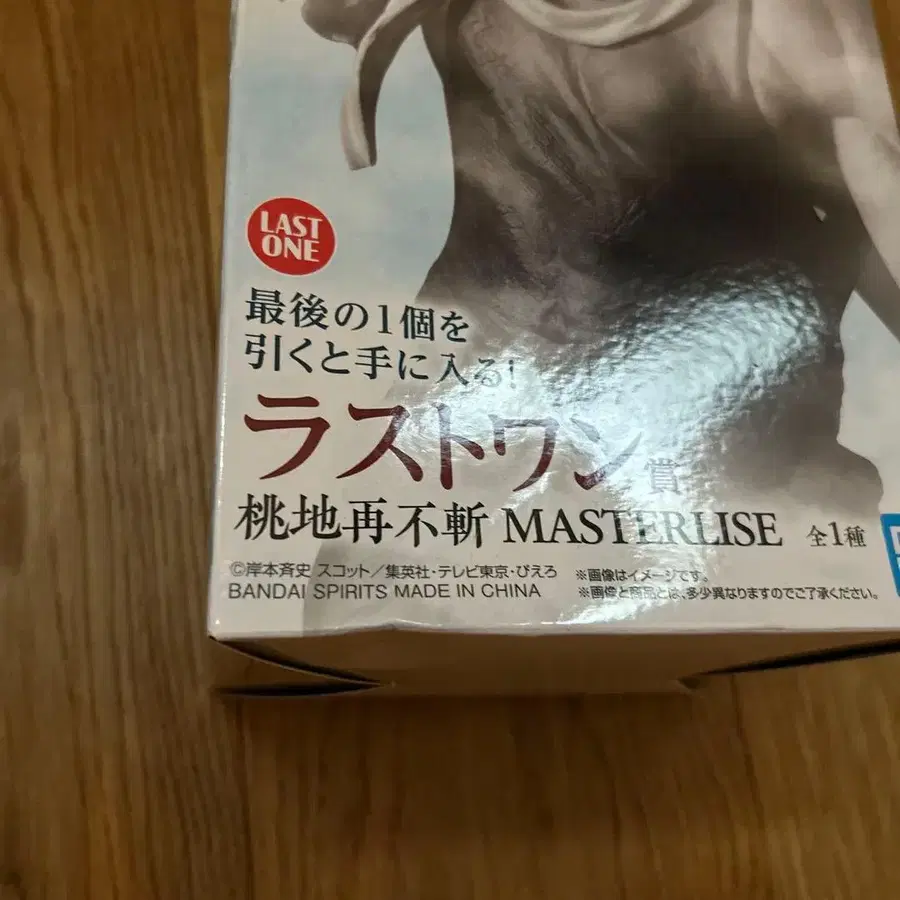 LAST
ONE
最後の1個を
引くと手に入る!
ラストワン賞
桃地再不斬 MASTERLISE 全1種
©岸本斉史 スコット/集英社・テレビ東京・ぴえろ
BANDAI SPIRITS MADE IN CHINA
※画像はイメージです。
※画像と商品とは、多少異なりますのでご了承ください。